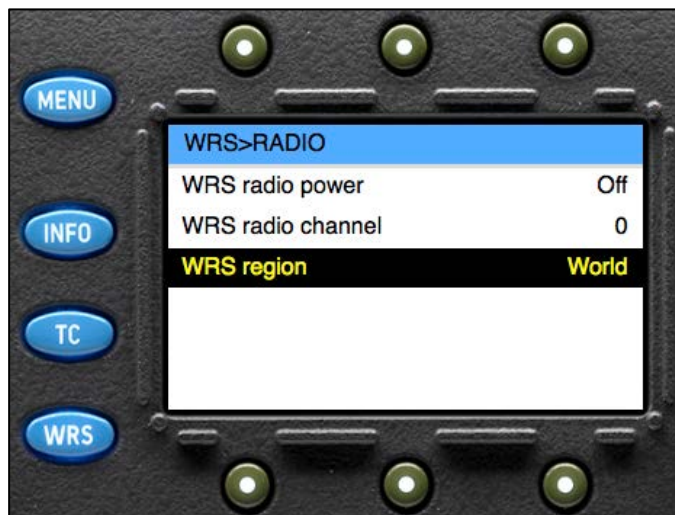 MENU
INFO
TC
WRS
WRS>RADIO
WRS radio power Off
WRS radio channel 0
WRS region World